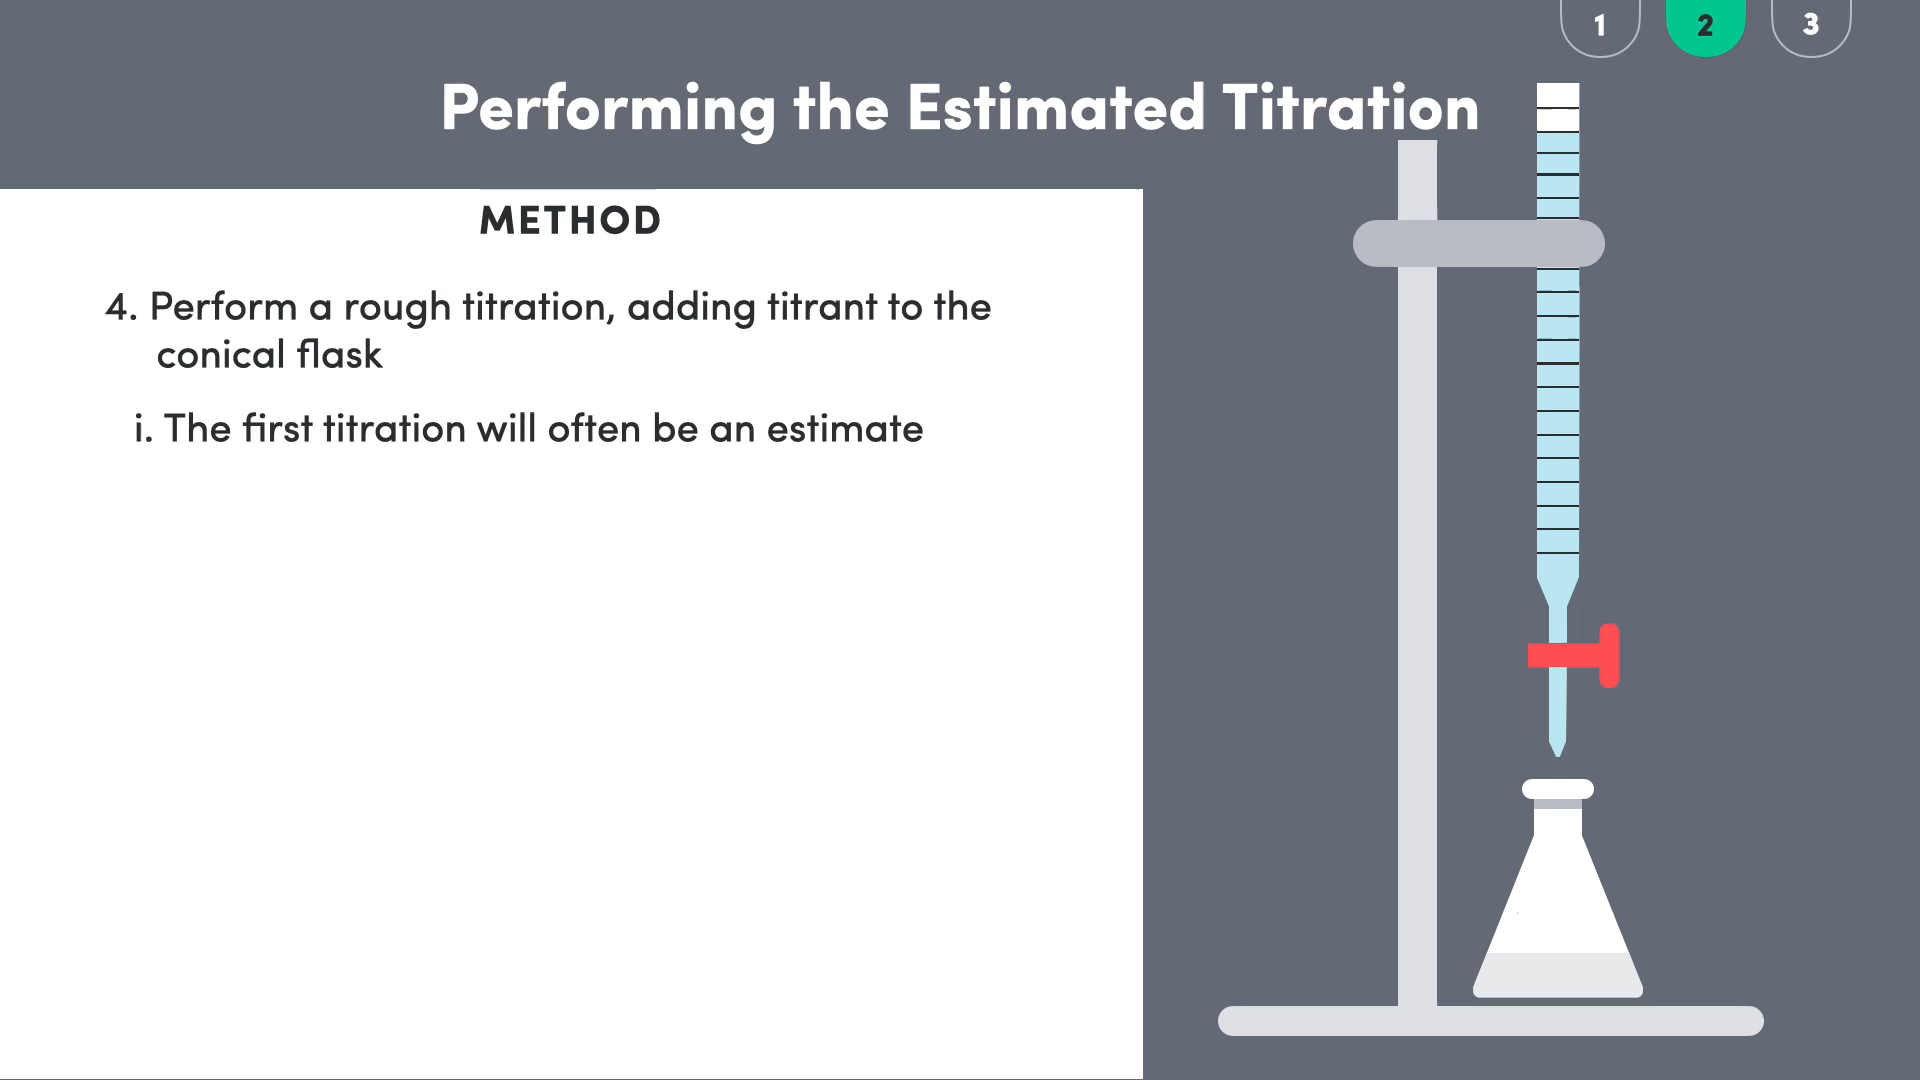 1 2 3
Performing the Estimated Titration
METHOD
4. Perform a rough titration, adding titrant to the
conical flask
i. The first titration will often be an estimate